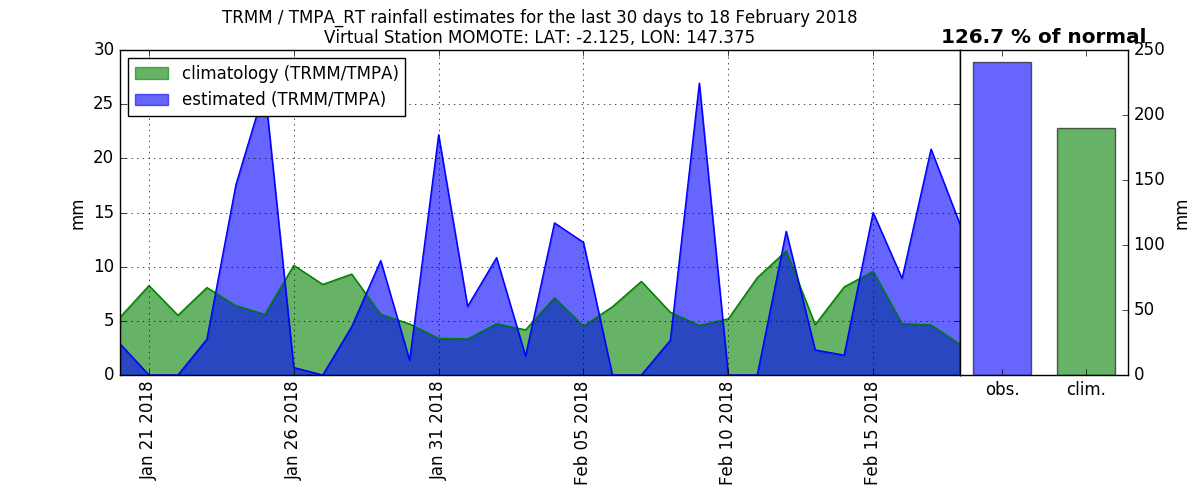 TRMM / TMPA_RT rainfall estimates for the last 30 days to 18 February 2018
Virtual Station MOMOTE: LAT: -2.125, LON: 147.375
126.7 % of normal
climatology (TRMM/TMPA)
estimated (TRMM/TMPA)
mm
30
25
20
15
10
5
0
Jan 21 2018
Jan 26 2018
Jan 31 2018
Feb 05 2018
Feb 10 2018
Feb 15 2018
obs.
clim.
250
200
150
100
50
0
mm